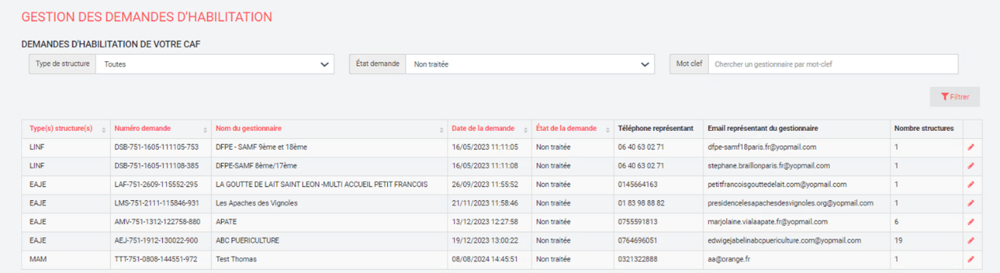 GESTION DES DEMANDES D'HABILITATION
DEMANDES D'HABILITATION DE VOTRE CAF
Type de structure Toutes État demande Non traitée Mot clef Chercher un gestionnaire par mot-clef
Filtrer
Type(s) structure(s) Numéro demande Nom du gestionnaire Date de la demande État de la demande Téléphone représentant Email représentant du gestionnaire Nombre structures
LINF DSB-751-1605-111105-753 DFPE - SAMF 9ème et 18ème 16/05/2023 11:11:05 Non traitée 06 40 63 02 71 dfpe-samf18paris.fr@yopmail.com 1
LINF DSB-751-1605-111108-385 DFPE-SAMF 8ème/17ème 16/05/2023 11:11:08 Non traitée 06 40 63 02 71 stephane.braillonparis.fr@yopmail.com 1
EAJE LAF-751-2609-115552-295 LA GOUTTE DE LAIT SAINT LEON -MULTI ACCUEIL PETIT FRANCOIS 26/09/2023 11:55:52 Non traitée 0145664163 petitfrancoisgouttedelait.com@yopmail.com 1
EAJE LMS-751-2111-115846-931 Les Apaches des Vignoles 21/11/2023 11:58:46 Non traitée 01 83 98 88 82 presidencelesapachesdesvignoles.org@yopmail.com 1
EAJE AMV-751-1312-122758-880 APATE 13/12/2023 12:27:58 Non traitée 0755591813 marjolaine.vialaapate.fr@yopmail.com 6
EAJE AEJ-751-1912-130022-900 ABC PUERICULTURE 19/12/2023 13:00:22 Non traitée 0764696051 edwigejabelinabcpuericulture.com@yopmail.com 19
MAM TTT-751-0808-144551-972 Test Thomas 08/08/2024 14:45:51 Non traitée 0321322888 aa@orange.fr 1